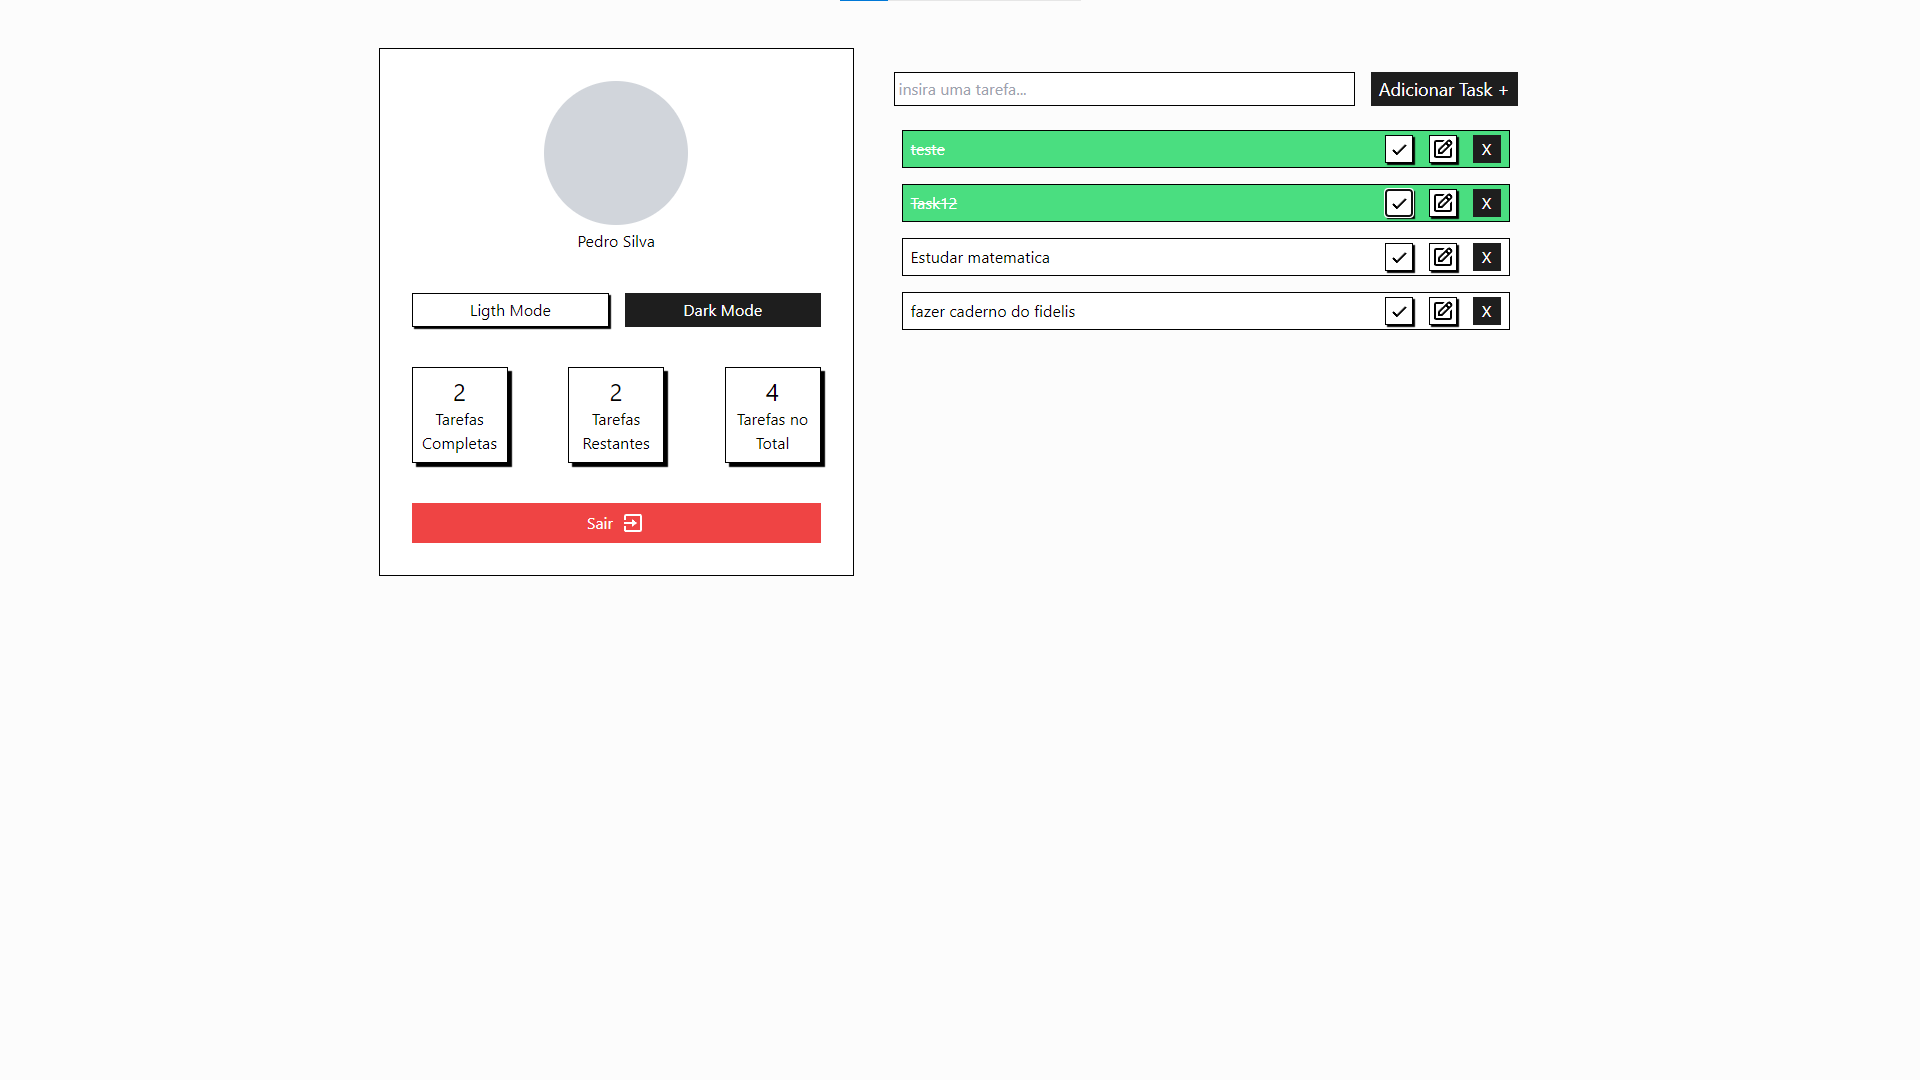 Pedro Silva
Ligth Mode
Dark Mode
2
Tarefas
Completas
2
Tarefas
Restantes
4
Tarefas no
Total
Sair
insira uma tarefa...
Adicionar Task +
teste
X
Task12
X
Estudar matematica
X
fazer caderno do fidelis
X